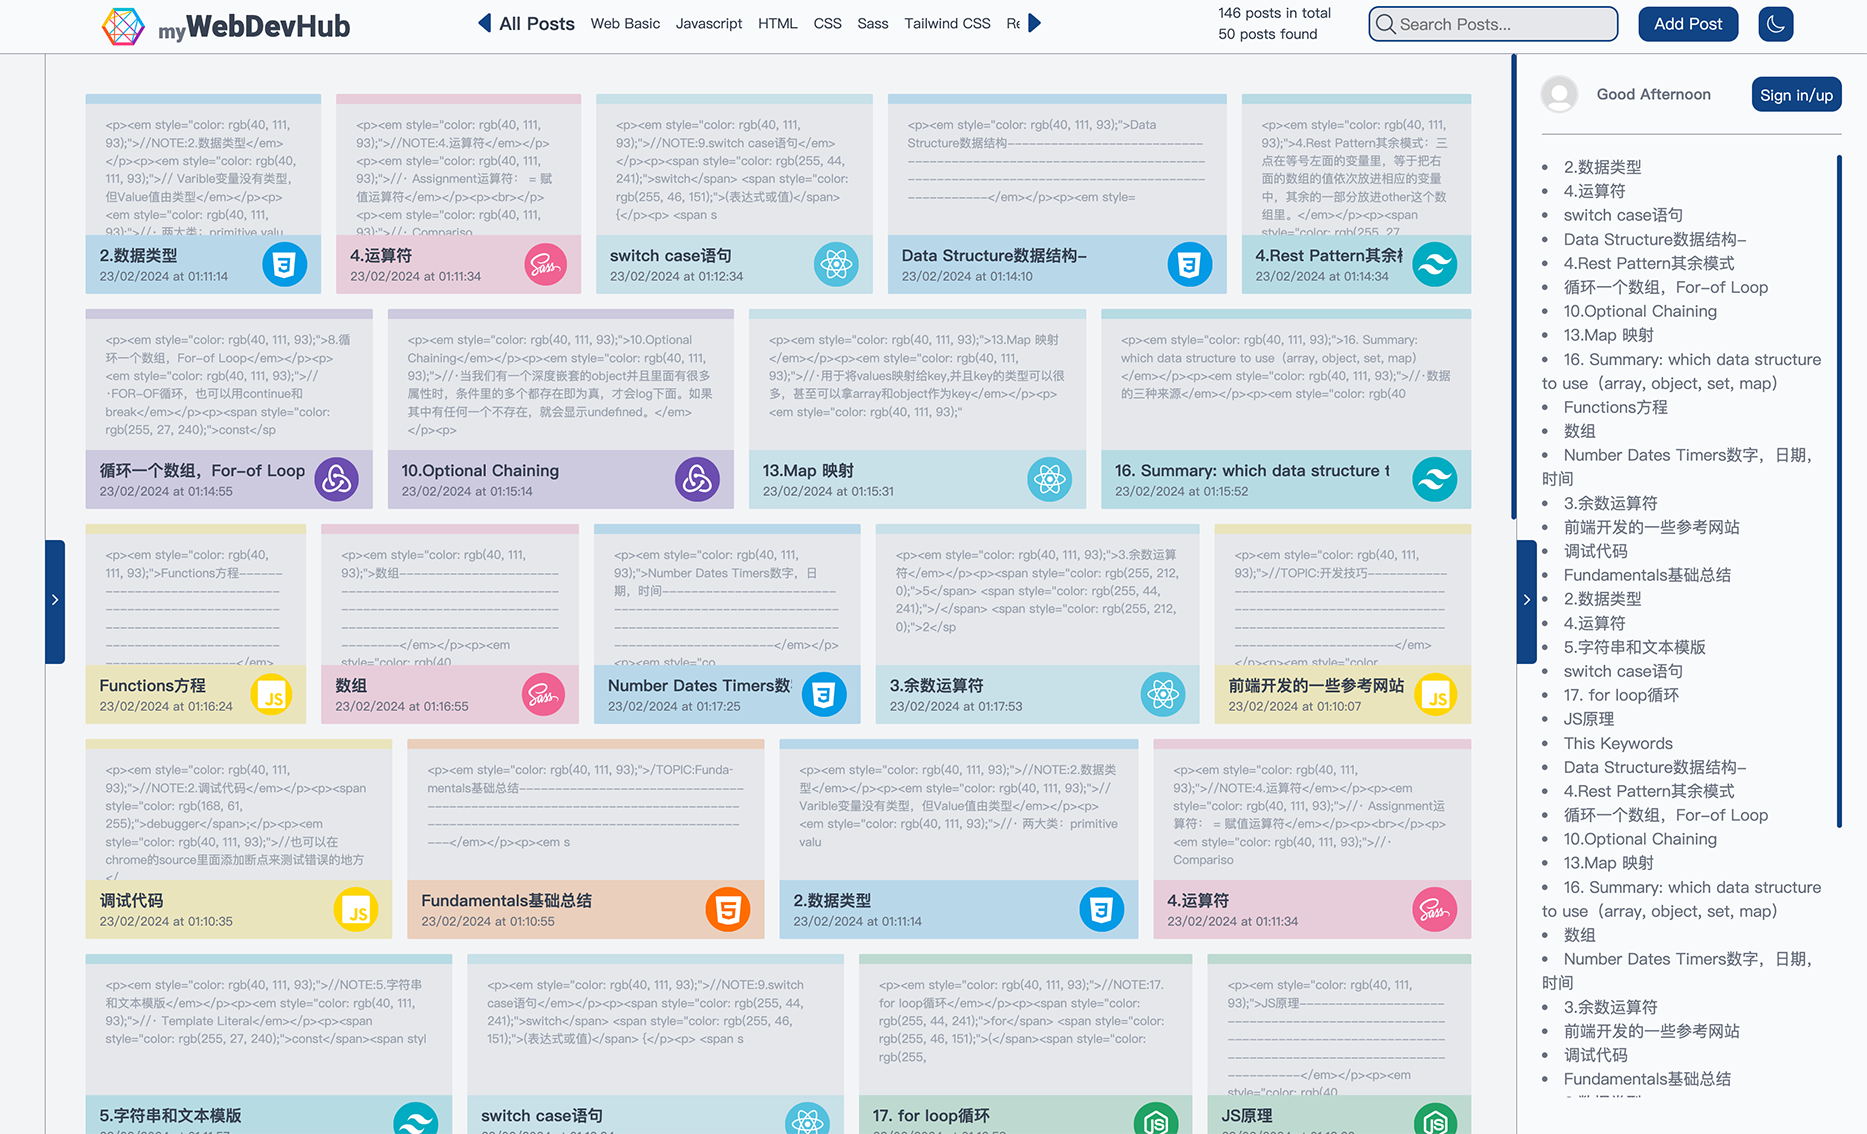 myWebDevHub
All Posts Web Basic Javascript HTML CSS Sass Tailwind CSS Re
146 posts in total
50 posts found
Search Posts...
Add Post
Good Afternoon
Sign in/up
<p><em style="color: rgb(40, 111,
93);">//NOTE:2.数据类型</em>
</p><p><em style="color: rgb(40,
111, 93);">// Varible变量没有类型，
但Value值由类型</em></p><p>
<em style="color: rgb(40, 111,
93);">//· 两大类：primitive valu
2.数据类型
23/02/2024 at 01:11:14
<p><em style="color: rgb(40, 111,
93);">//NOTE:4.运算符</em></p>
<p><em style="color: rgb(40, 111,
93);">//· Assignment运算符： = 赋
值运算符</em></p><p><br></p>
<p><em style="color: rgb(40, 111,
93);">//· Compariso
4.运算符
23/02/2024 at 01:11:34
<p><em style="color: rgb(40, 111,
93);">//NOTE:9.switch case语句</em>
</p><p><span style="color: rgb(255, 44,
241);">switch</span> <span style="color:
rgb(255, 46, 151);">(表达式或值)</span>
{</p><p> <span s
switch case语句
23/02/2024 at 01:12:34
<p><em style="color: rgb(40, 111, 93);">Data
Structure数据结构----------------------------
------------------------------------------
------------------------------------------
-----------</em></p><p><em style=
Data Structure数据结构-
23/02/2024 at 01:14:10
<p><em style="color: rgb(40, 111,
93);">4.Rest Pattern其余模式：三
点在等号左面的变量里，等于把右
面的数组的值依次放进相应的变量
中，其余的一部分放进other这个数
组里。</em></p><p><span
style="color: rgb(255, 27,
4.Rest Pattern其余模
23/02/2024 at 01:14:34
<p><em style="color: rgb(40, 111, 93);">8.循
环一个数组，For-of Loop</em></p><p>
<em style="color: rgb(40, 111, 93);">//
·FOR-OF循环，也可以用continue和
break</em></p><p><span style="color:
rgb(255, 27, 240);">const</sp
循环一个数组，For-of Loop
23/02/2024 at 01:14:55
<p><em style="color: rgb(40, 111, 93);">10.Optional
Chaining</em></p><p><em style="color: rgb(40, 111,
93);">//·当我们有一个深度嵌套的object并且里面有很多
属性时，条件里的多个都存在即为真，才会log下面。如果
其中有任何一个不存在，就会显示undefined。</em>
</p><p>
10.Optional Chaining
23/02/2024 at 01:15:14
<p><em style="color: rgb(40, 111, 93);">13.Map 映射
</em></p><p><em style="color: rgb(40, 111,
93);">//·用于将values映射给key,并且key的类型可以很
多，甚至可以拿array和object作为key</em></p><p>
<em style="color: rgb(40, 111, 93);"
13.Map 映射
23/02/2024 at 01:15:31
<p><em style="color: rgb(40, 111, 93);">16. Summary:
which data structure to use（array, object, set, map)
</em></p><p><em style="color: rgb(40, 111, 93);">//·数据
的三种来源</em></p><p><em style="color: rgb(40
16. Summary: which data structure t
23/02/2024 at 01:15:52
<p><em style="color: rgb(40,
111, 93);">Functions方程------
-------------------------
-------------------------
-------------------------
-------------------</em>
Functions方程
23/02/2024 at 01:16:24
JS
<p><em style="color: rgb(40, 111,
93);">数组-----------------------
-------------------------------
-------------------------------
-------------------------------
--------</em></p><p><em
style="color: rgb(40
数组
23/02/2024 at 01:16:55
Sass
<p><em style="color: rgb(40, 111,
93);">Number Dates Timers数字，日
期，时间-------------------------
--------------------------------
--------------------------------
-----------------------</em></p>
<p><em style="co
Number Dates Timers数
23/02/2024 at 01:17:25
<p><em style="color: rgb(40, 111, 93);">3.余数运算
符</em></p><p><span style="color: rgb(255, 212,
0);">5</span> <span style="color: rgb(255, 44,
241);">/</span> <span style="color: rgb(255, 212,
0);">2</sp
3.余数运算符
23/02/2024 at 01:17:53
<p><em style="color: rgb(40, 111,
93);">//TOPIC:开发技巧-----------
------------------------------
------------------------------
------------------------------
-----------------------</em>
</p><p><em style="color
前端开发的一些参考网站
23/02/2024 at 01:10:07
JS
<p><em style="color: rgb(40, 111,
93);">//NOTE:2.调试代码</em></p><p><span
style="color: rgb(168, 61,
255);">debugger</span>;</p><p><em
style="color: rgb(40, 111, 93);">//也可以在
chrome的source里面添加断点来测试错误的地方
</
调试代码
23/02/2024 at 01:10:35
JS
<p><em style="color: rgb(40, 111, 93);">/TOPIC:Funda-
mentals基础总结--------------------------------
--------------------------------------------
--------------------------------------------
---</em></p><p><em s
Fundamentals基础总结
23/02/2024 at 01:10:55
<p><em style="color: rgb(40, 111, 93);">//NOTE:2.数据类
型</em></p><p><em style="color: rgb(40, 111, 93);">//
Varible变量没有类型，但Value值由类型</em></p><p>
<em style="color: rgb(40, 111, 93);">//· 两大类：primitive
valu
2.数据类型
23/02/2024 at 01:11:14
<p><em style="color: rgb(40, 111,
93);">//NOTE:4.运算符</em></p><p><em
style="color: rgb(40, 111, 93);">//· Assignment运
算符： = 赋值运算符</em></p><p><br></p><p>
<em style="color: rgb(40, 111, 93);">//·
Compariso
4.运算符
23/02/2024 at 01:11:34
Sass
<p><em style="color: rgb(40, 111, 93);">//NOTE:5.字符串
和文本模版</em></p><p><em style="color: rgb(40, 111,
93);">//· Template Literal</em></p><p><span
style="color: rgb(255, 27, 240);">const</span><span styl
5.字符串和文本模版
<p><em style="color: rgb(40, 111, 93);">//NOTE:9.switch
case语句</em></p><p><span style="color: rgb(255, 44,
241);">switch</span> <span style="color: rgb(255, 46,
151);">(表达式或值)</span> {</p><p> <span s
switch case语句
<p><em style="color: rgb(40, 111, 93);">//NOTE:17.
for loop循环</em></p><p><span style="color:
rgb(255, 44, 241);">for</span> <span style="color:
rgb(255, 46, 151);">(</span><span style="color:
rgb(255,
17. for loop循环
<p><em style="color: rgb(40, 111,
93);">JS原理---------------------
-------------------------------
-------------------------------
-------------------------------
----------</em></p><p><em
style="color: rgb(40
JS原理
• 2.数据类型
• 4.运算符
• switch case语句
• Data Structure数据结构-
• 4.Rest Pattern其余模式
• 循环一个数组，For-of Loop
• 10.Optional Chaining
• 13.Map 映射
• 16. Summary: which data structure
to use（array, object, set, map)
• Functions方程
• 数组
• Number Dates Timers数字，日期，
时间
• 3.余数运算符
• 前端开发的一些参考网站
• 调试代码
• Fundamentals基础总结
• 2.数据类型
• 4.运算符
• 5.字符串和文本模版
• switch case语句
• 17. for loop循环
• JS原理
• This Keywords
• Data Structure数据结构-
• 4.Rest Pattern其余模式
• 循环一个数组，For-of Loop
• 10.Optional Chaining
• 13.Map 映射
• 16. Summary: which data structure
to use（array, object, set, map)
• 数组
• Number Dates Timers数字，日期，
时间
• 3.余数运算符
• 前端开发的一些参考网站
• 调试代码
• Fundamentals基础总结